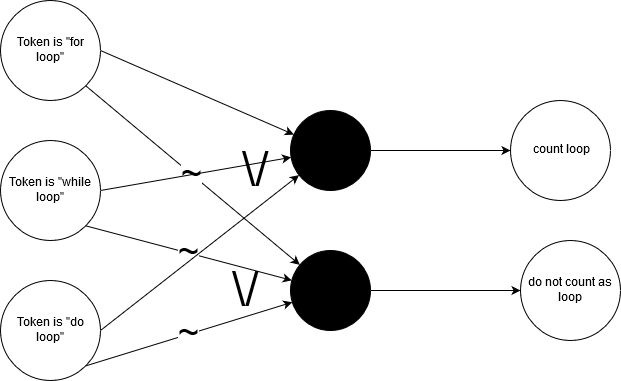 Token is "for
loop"
~
\/
count loop
Token is "while
loop"
~
\/
do not count as
loop
Token is "do
loop"
~